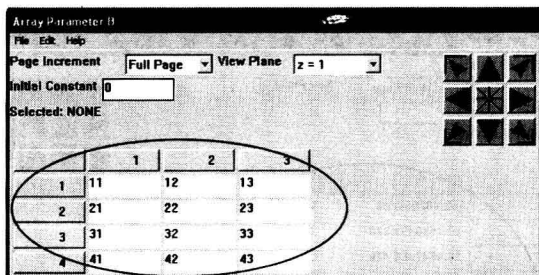 Array Parameter B
File Edit Help
Page Increment Full Page View Plane z = 1
Initial Constant 0
Selected: NONE
1 2 3
1 11 12 13
2 21 22 23
3 31 32 33
4 41 42 43